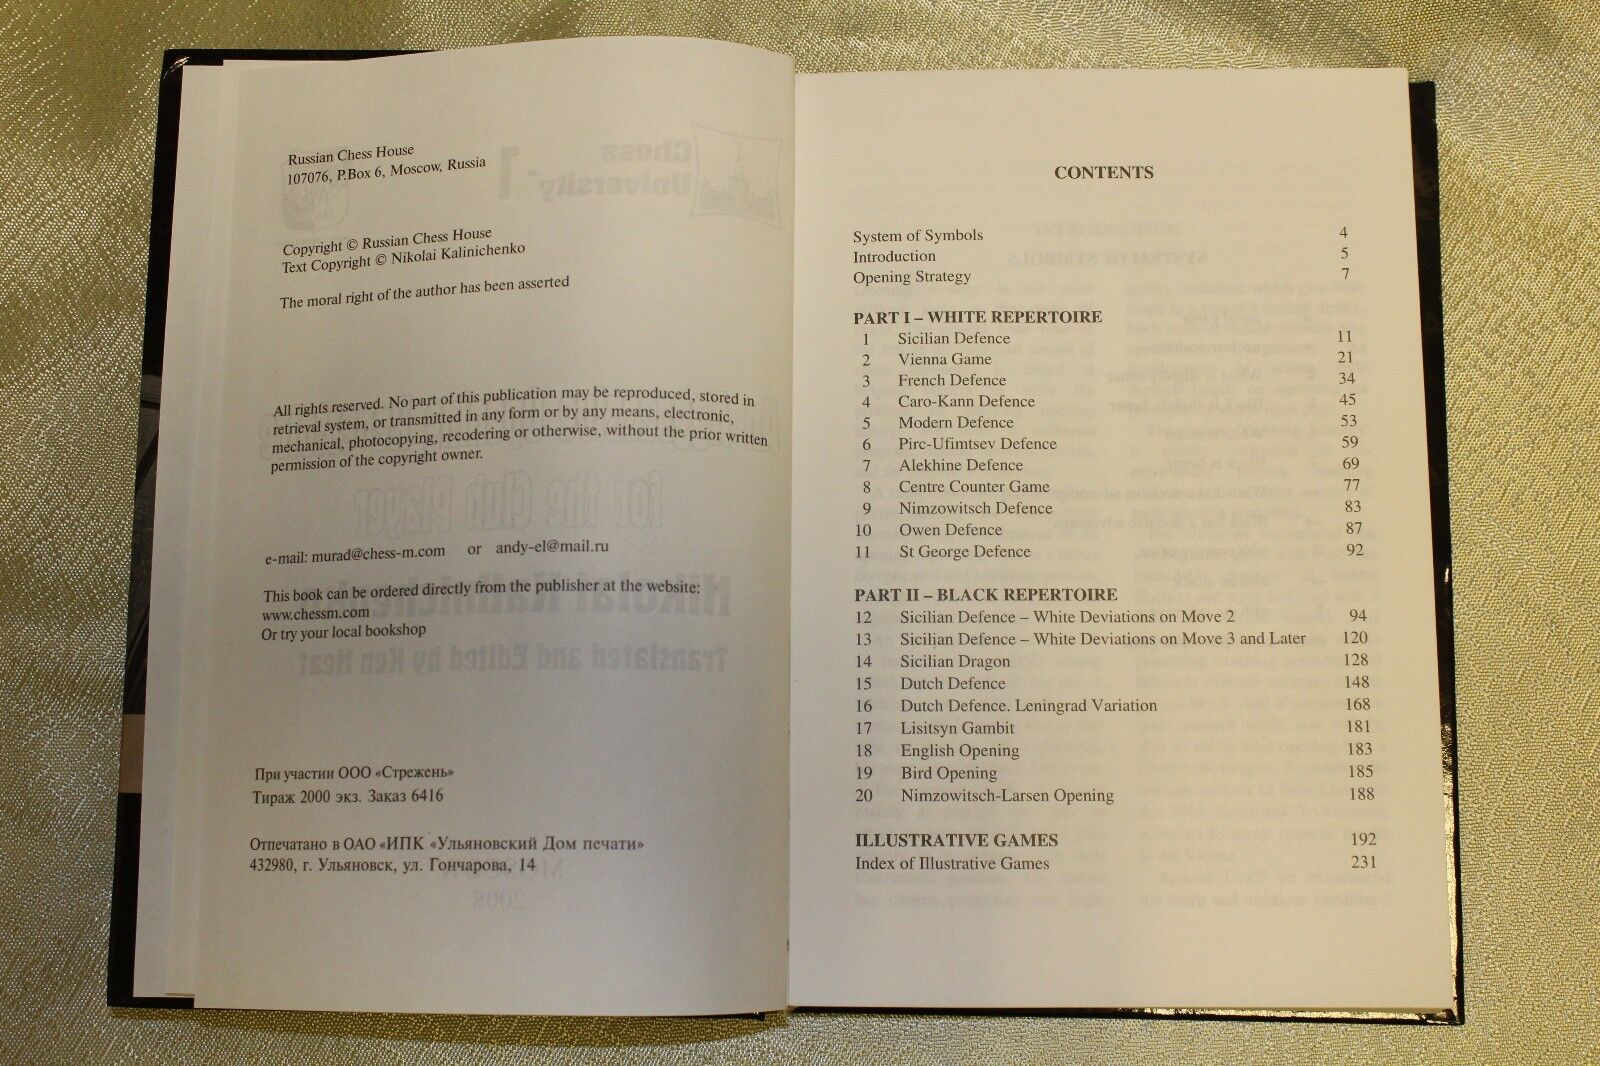 Russian Chess House
107076, P.Box 6, Moscow, Russia
Copyright © Russian Chess House
Text Copyright © Nikolai Kalinichenko
The moral right of the author has been asserted
All rights reserved. No part of this publication may be reproduced, stored in
retrieval system, or transmitted in any form or by any means, electronic,
mechanical, photocopying, recodering or otherwise, without the prior written
permission of the copyright owner.
e-mail: murad@chess-m.com or andy-el@mail.ru
This book can be ordered directly from the publisher at the website:
www.chessm.com
Or try your local bookshop
При участии ООО «Стрежень»
Тираж 2000 экз. Заказ 6416
Отпечатано в ОАО «ИПК «Ульяновский Дом печати»
432980, г. Ульяновск, ул. Гончарова, 14
CONTENTS
System of Symbols 4
Introduction 5
Opening Strategy 7
PART I – WHITE REPERTOIRE
1 Sicilian Defence 11
2 Vienna Game 21
3 French Defence 34
4 Caro-Kann Defence 45
5 Modern Defence 53
6 Pirc-Ufimtsev Defence 59
7 Alekhine Defence 69
8 Centre Counter Game 77
9 Nimzowitsch Defence 83
10 Owen Defence 87
11 St George Defence 92
PART II – BLACK REPERTOIRE
12 Sicilian Defence – White Deviations on Move 2 94
13 Sicilian Defence – White Deviations on Move 3 and Later 120
14 Sicilian Dragon 128
15 Dutch Defence 148
16 Dutch Defence. Leningrad Variation 168
17 Lisitsyn Gambit 181
18 English Opening 183
19 Bird Opening 185
20 Nimzowitsch-Larsen Opening 188
ILLUSTRATIVE GAMES 192
Index of Illustrative Games 231